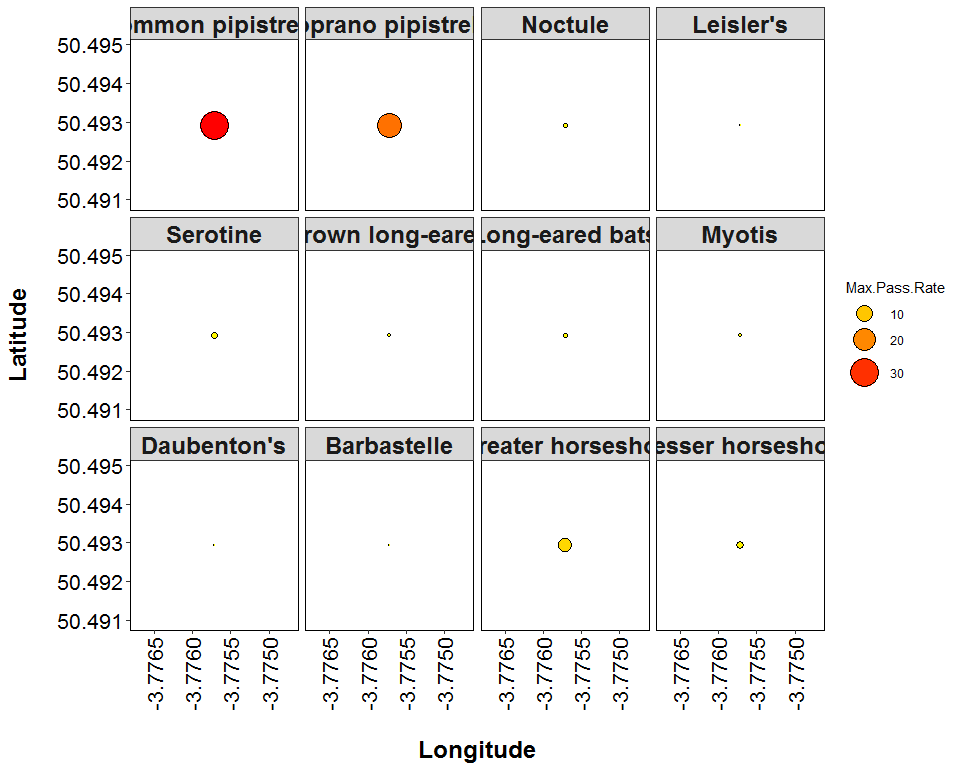 ommon pipistre
oprano pipistrel
Noctule
Leisler's
50.495
50.494
50.493
50.492
50.491
Serotine
rown long-eare
Long-eared bats
Myotis
50.495
50.494
50.493
50.492
50.491
Daubenton's
Barbastelle
reater horsesho
esser horsesho
50.495
50.494
50.493
50.492
50.491
-3.7765
-3.7760
-3.7755
-3.7750
-3.7765
-3.7760
-3.7755
-3.7750
-3.7765
-3.7760
-3.7755
-3.7750
-3.7765
-3.7760
-3.7755
-3.7750
Latitude
Longitude
Max.Pass.Rate
10
20
30